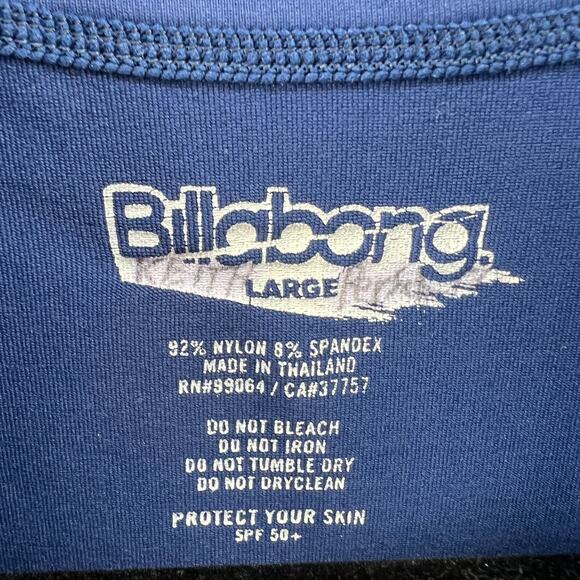 Billabong.
LARGE
92% NYLON 8% SPANDEX
MADE IN THAILAND
RN#99064 / CA#37757
DO NOT BLEACH
DO NOT IRON
DO NOT TUMBLE DRY
DO NOT DRYCLEAN
PROTECT YOUR SKIN
SPF 50+